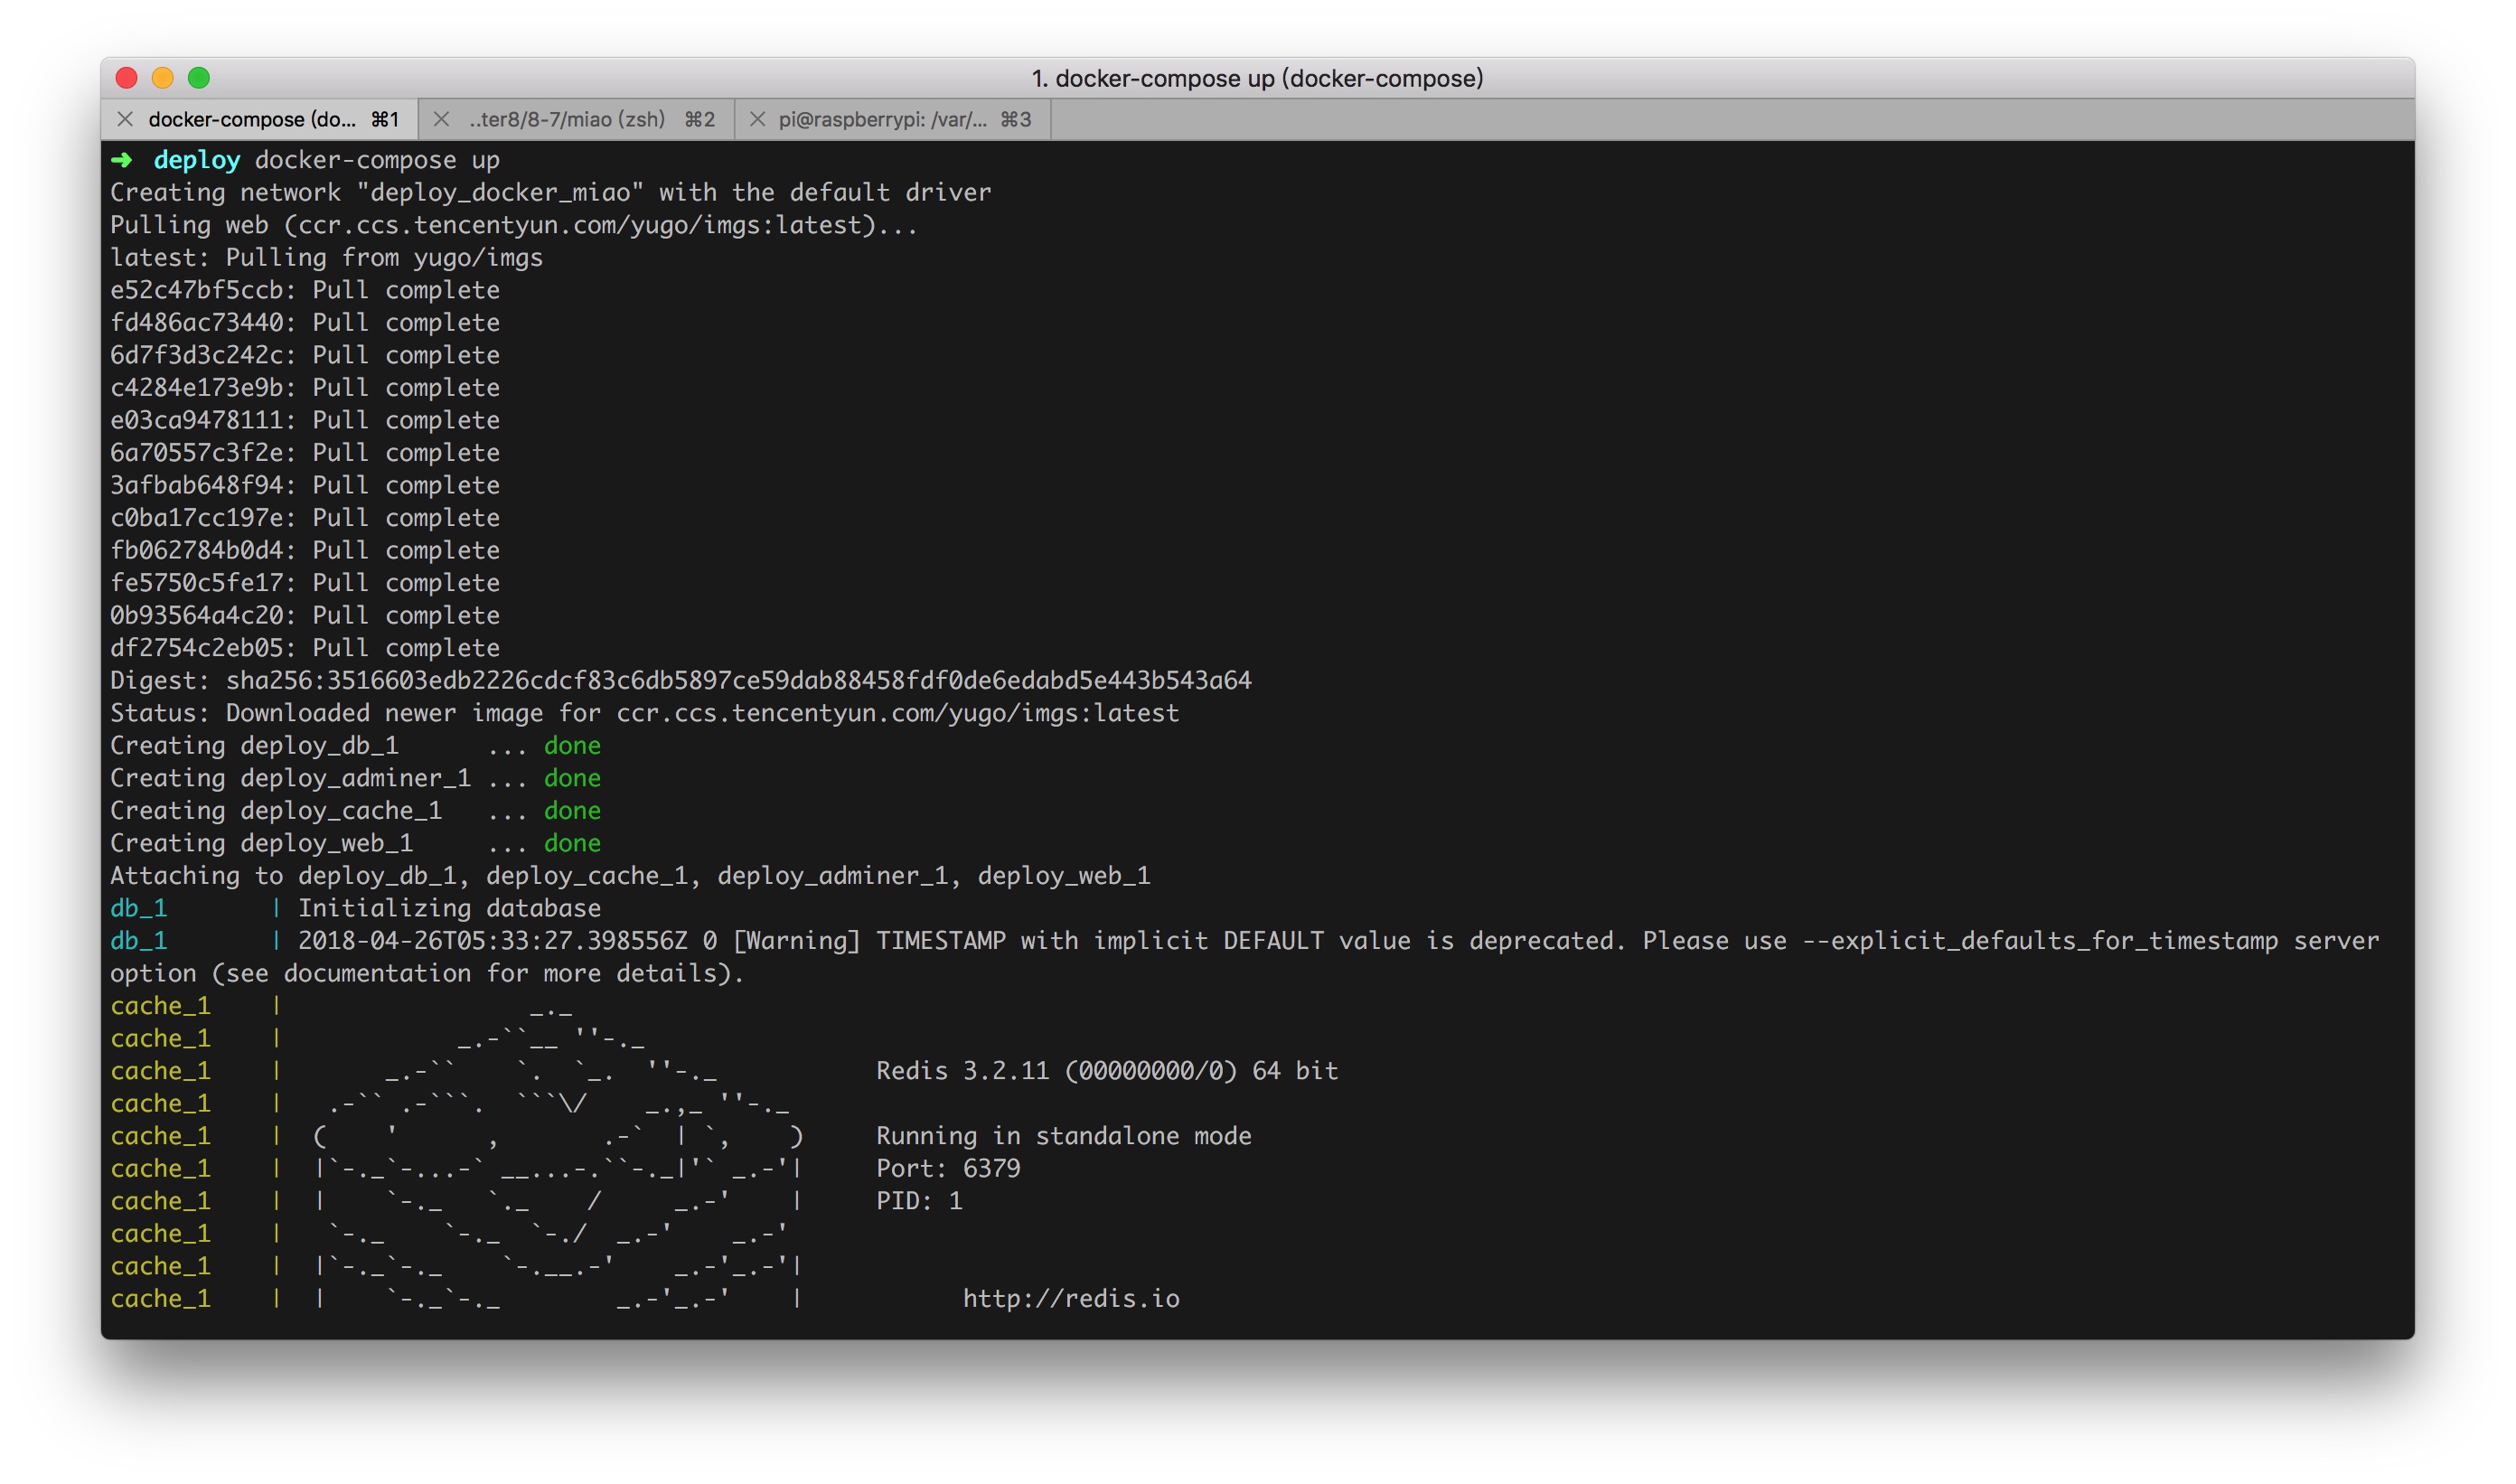 1. docker-compose up (docker-compose)
docker-compose (do... ⌘1 ..ter8/8-7/miao (zsh) ⌘2 pi@raspberrypi: /var/... ⌘3
➜ deploy docker-compose up
Creating network "deploy_docker_miao" with the default driver
Pulling web (ccr.ccs.tencentyun.com/yugo/imgs:latest)...
latest: Pulling from yugo/imgs
e52c47bf5ccb: Pull complete
fd486ac73440: Pull complete
6d7f3d3c242c: Pull complete
c4284e173e9b: Pull complete
e03ca9478111: Pull complete
6a70557c3f2e: Pull complete
3afbab648f94: Pull complete
c0ba17cc197e: Pull complete
fb062784b0d4: Pull complete
fe5750c5fe17: Pull complete
0b93564a4c20: Pull complete
df2754c2eb05: Pull complete
Digest: sha256:3516603edb2226cdcf83c6db5897ce59dab88458fdf0de6edabd5e443b543a64
Status: Downloaded newer image for ccr.ccs.tencentyun.com/yugo/imgs:latest
Creating deploy_db_1      ... done
Creating deploy_adminer_1 ... done
Creating deploy_cache_1   ... done
Creating deploy_web_1     ... done
Attaching to deploy_db_1, deploy_cache_1, deploy_adminer_1, deploy_web_1
db_1       | Initializing database
db_1       | 2018-04-26T05:33:27.398556Z 0 [Warning] TIMESTAMP with implicit DEFAULT value is deprecated. Please use --explicit_defaults_for_timestamp server
option (see documentation for more details).
cache_1    |                 _._
cache_1    |            _.-``__ ''-._
cache_1    |       _.-``    `.  `_.  ''-._           Redis 3.2.11 (00000000/0) 64 bit
cache_1    |   .-`` .-```.  ```\/    _.,_ ''-._
cache_1    |  (    '      ,       .-`  | `,    )     Running in standalone mode
cache_1    |  |`-._`-...-` __...-.``-._|'` _.-'|     Port: 6379
cache_1    |  |    `-._   `._    /     _.-'    |     PID: 1
cache_1    |   `-._    `-._  `-./  _.-'    _.-'
cache_1    |  |`-._`-._    `-.__.-'    _.-'_.-'|
cache_1    |  |    `-._`-._        _.-'_.-'    |           http://redis.io